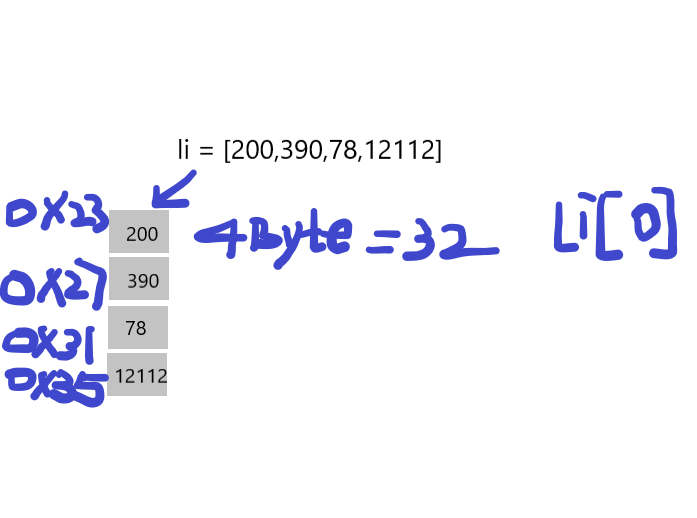 li = [200,390,78,12112]
0X23 200 4Byte = 32 Li[0]
0X27 390
0X31 78
0X35 12112